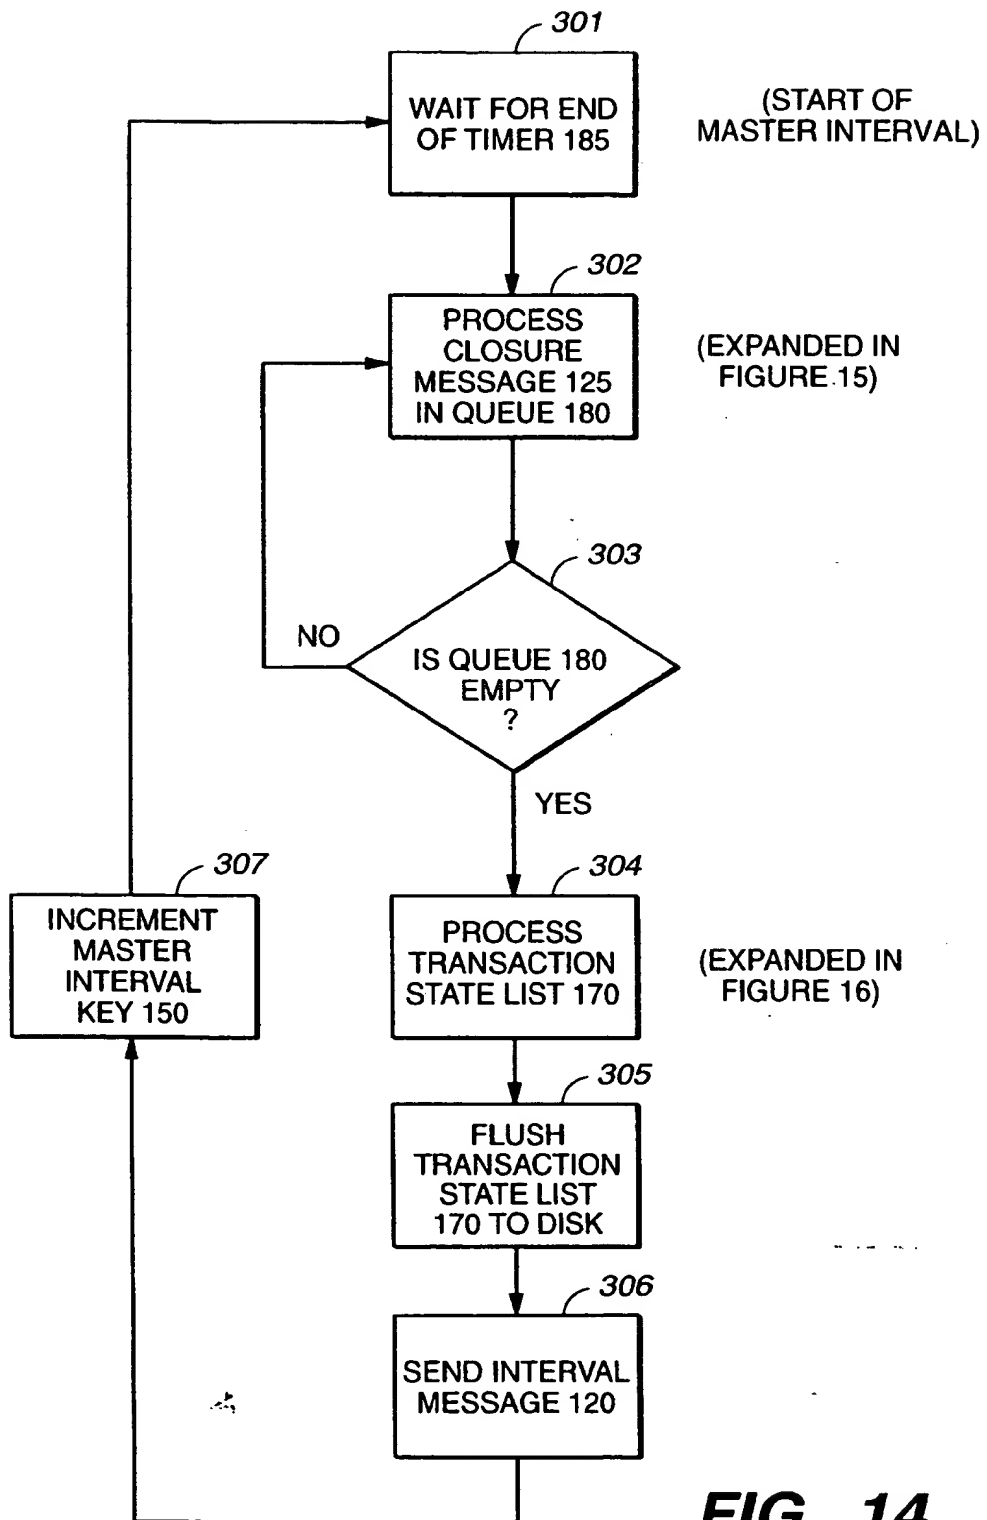 301
WAIT FOR END
OF TIMER 185
(START OF
MASTER INTERVAL)
302
PROCESS
CLOSURE
MESSAGE 125
IN QUEUE 180
(EXPANDED IN
FIGURE 15)
303
NO
IS QUEUE 180
EMPTY
?
YES
307
INCREMENT
MASTER
INTERVAL
KEY 150
304
PROCESS
TRANSACTION
STATE LIST 170
(EXPANDED IN
FIGURE 16)
305
FLUSH
TRANSACTION
STATE LIST
170 TO DISK
306
SEND INTERVAL
MESSAGE 120
FIG. 14